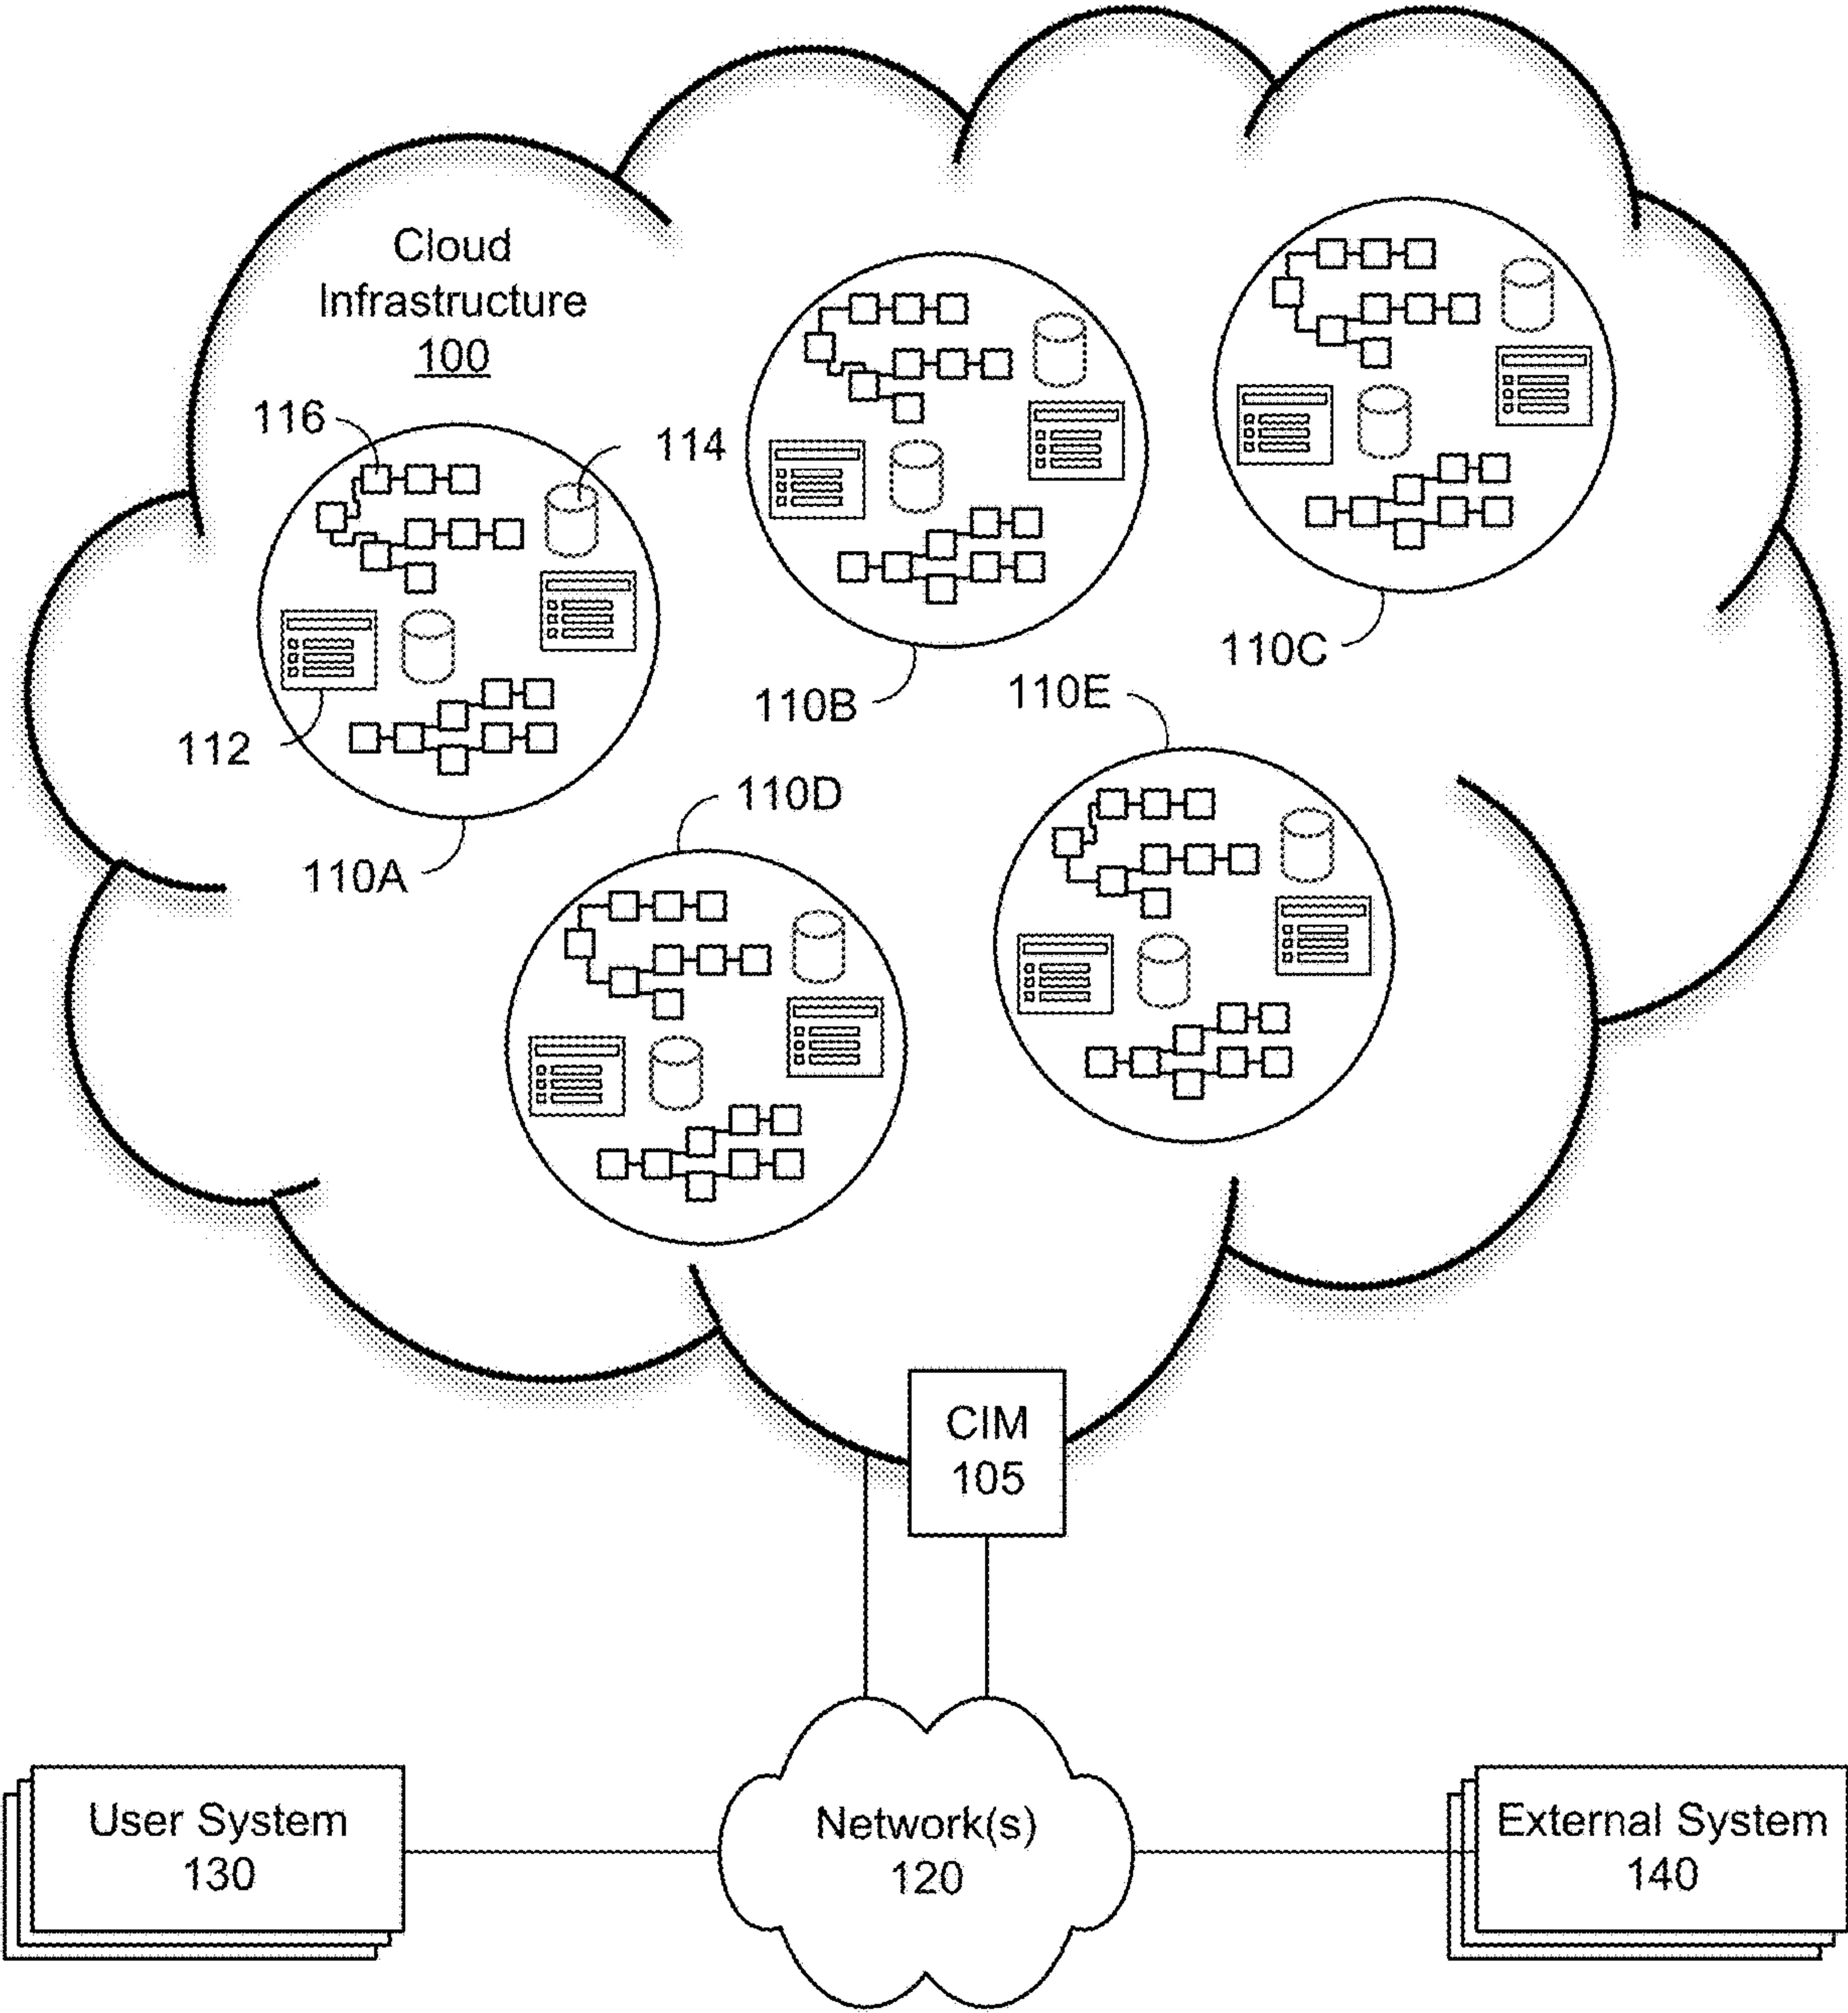 Cloud
Infrastructure
100
116
114
112
110A
110B
110C
110D
110E
CIM
105
User System
130
Network(s)
120
External System
140